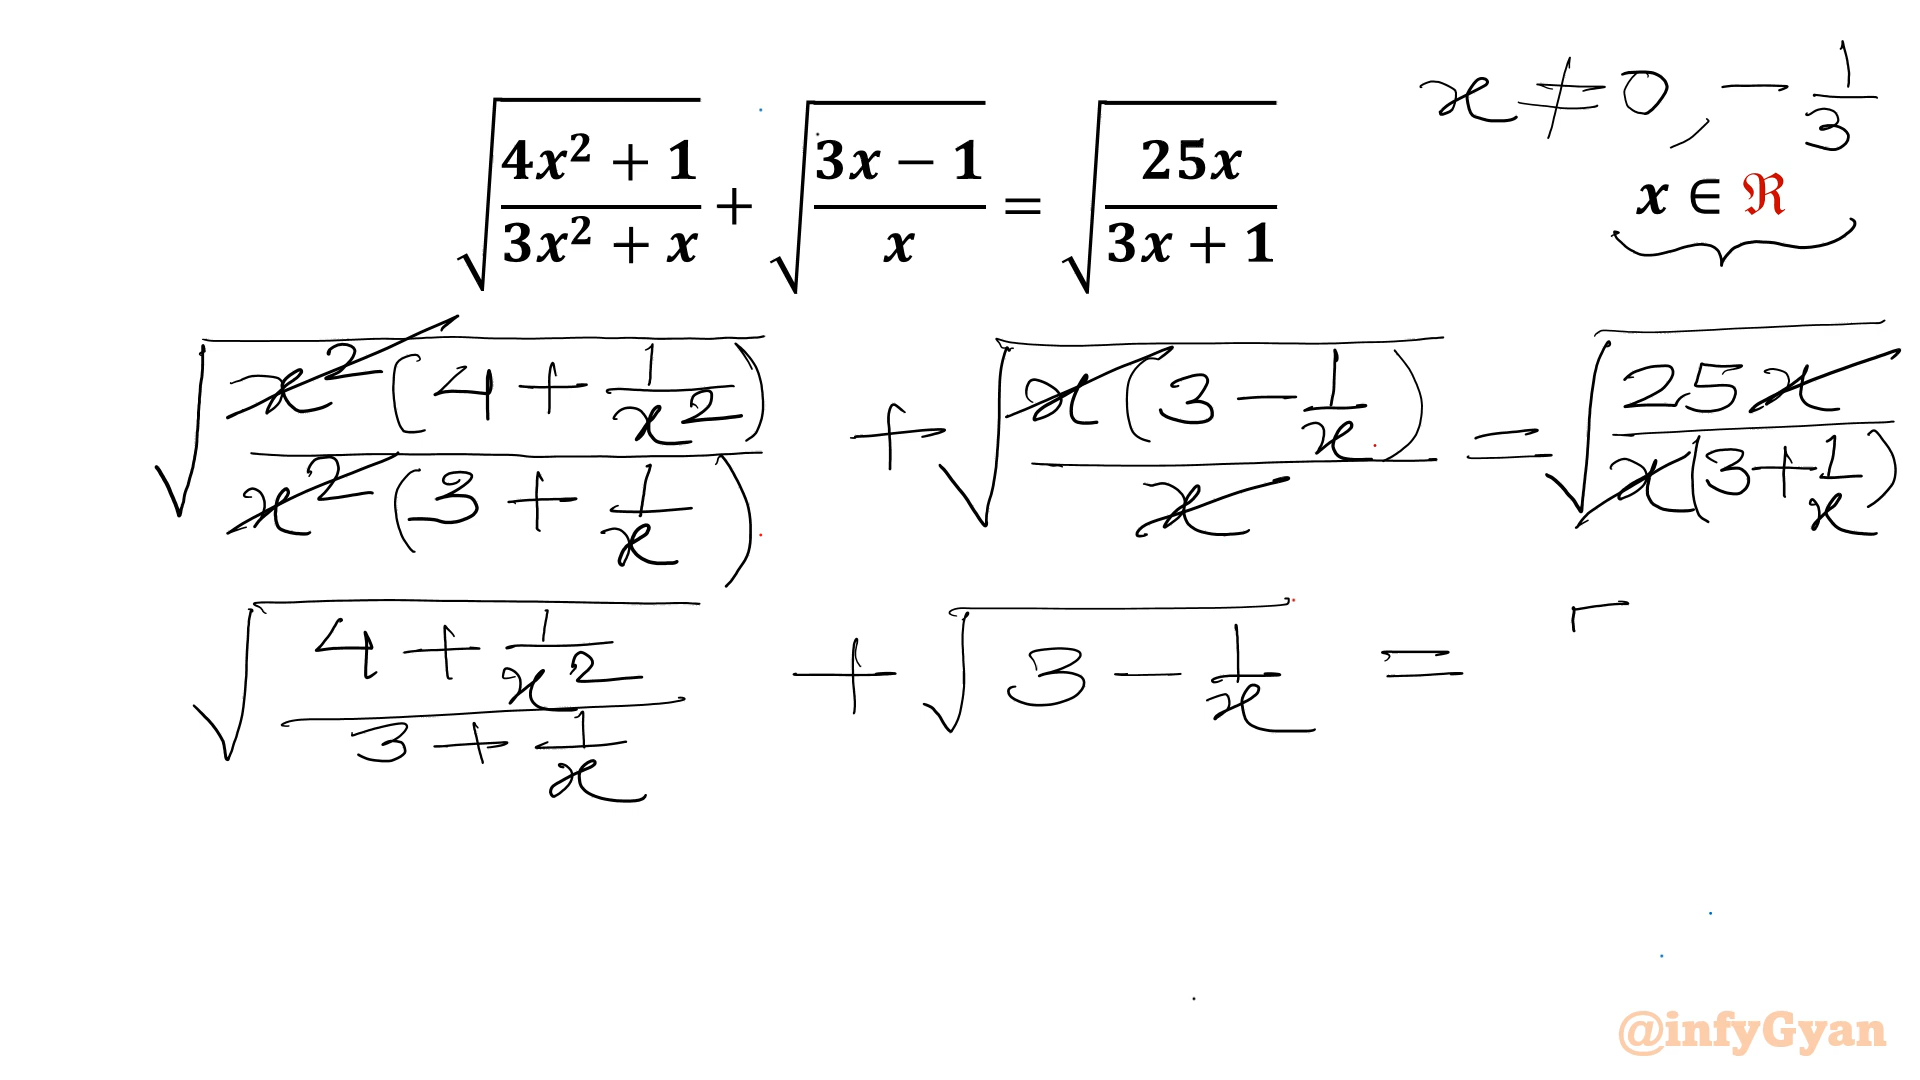 √((4x² + 1)/(3x² + x)) + √((3x − 1)/x) = √(25x/(3x + 1))
x ≠ 0, −1/3
x ∈ ℜ
√((x²(4 + 1/x²))/(x²(3 + 1/x))) + √((x(3 − 1/x))/x) = √(25x/(x(3 + 1/x)))
√((4 + 1/x²)/(3 + 1/x)) + √(3 − 1/x) =
@infyGyan